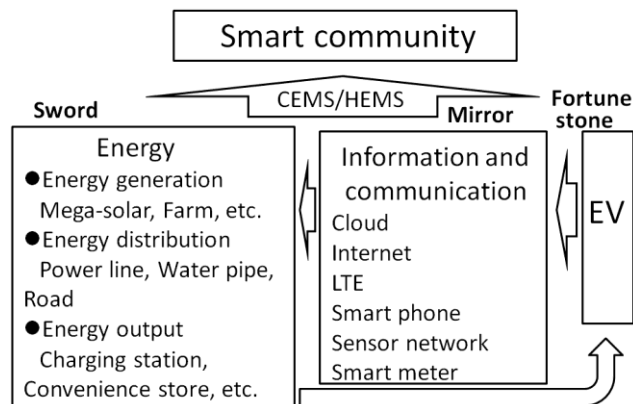 Smart community
CEMS/HEMS
Sword
Mirror
Fortune
stone
Energy
●Energy generation
Mega-solar, Farm, etc.
●Energy distribution
Power line, Water pipe,
Road
●Energy output
Charging station,
Convenience store, etc.
Information and
communication
Cloud
Internet
LTE
Smart phone
Sensor network
Smart meter
EV